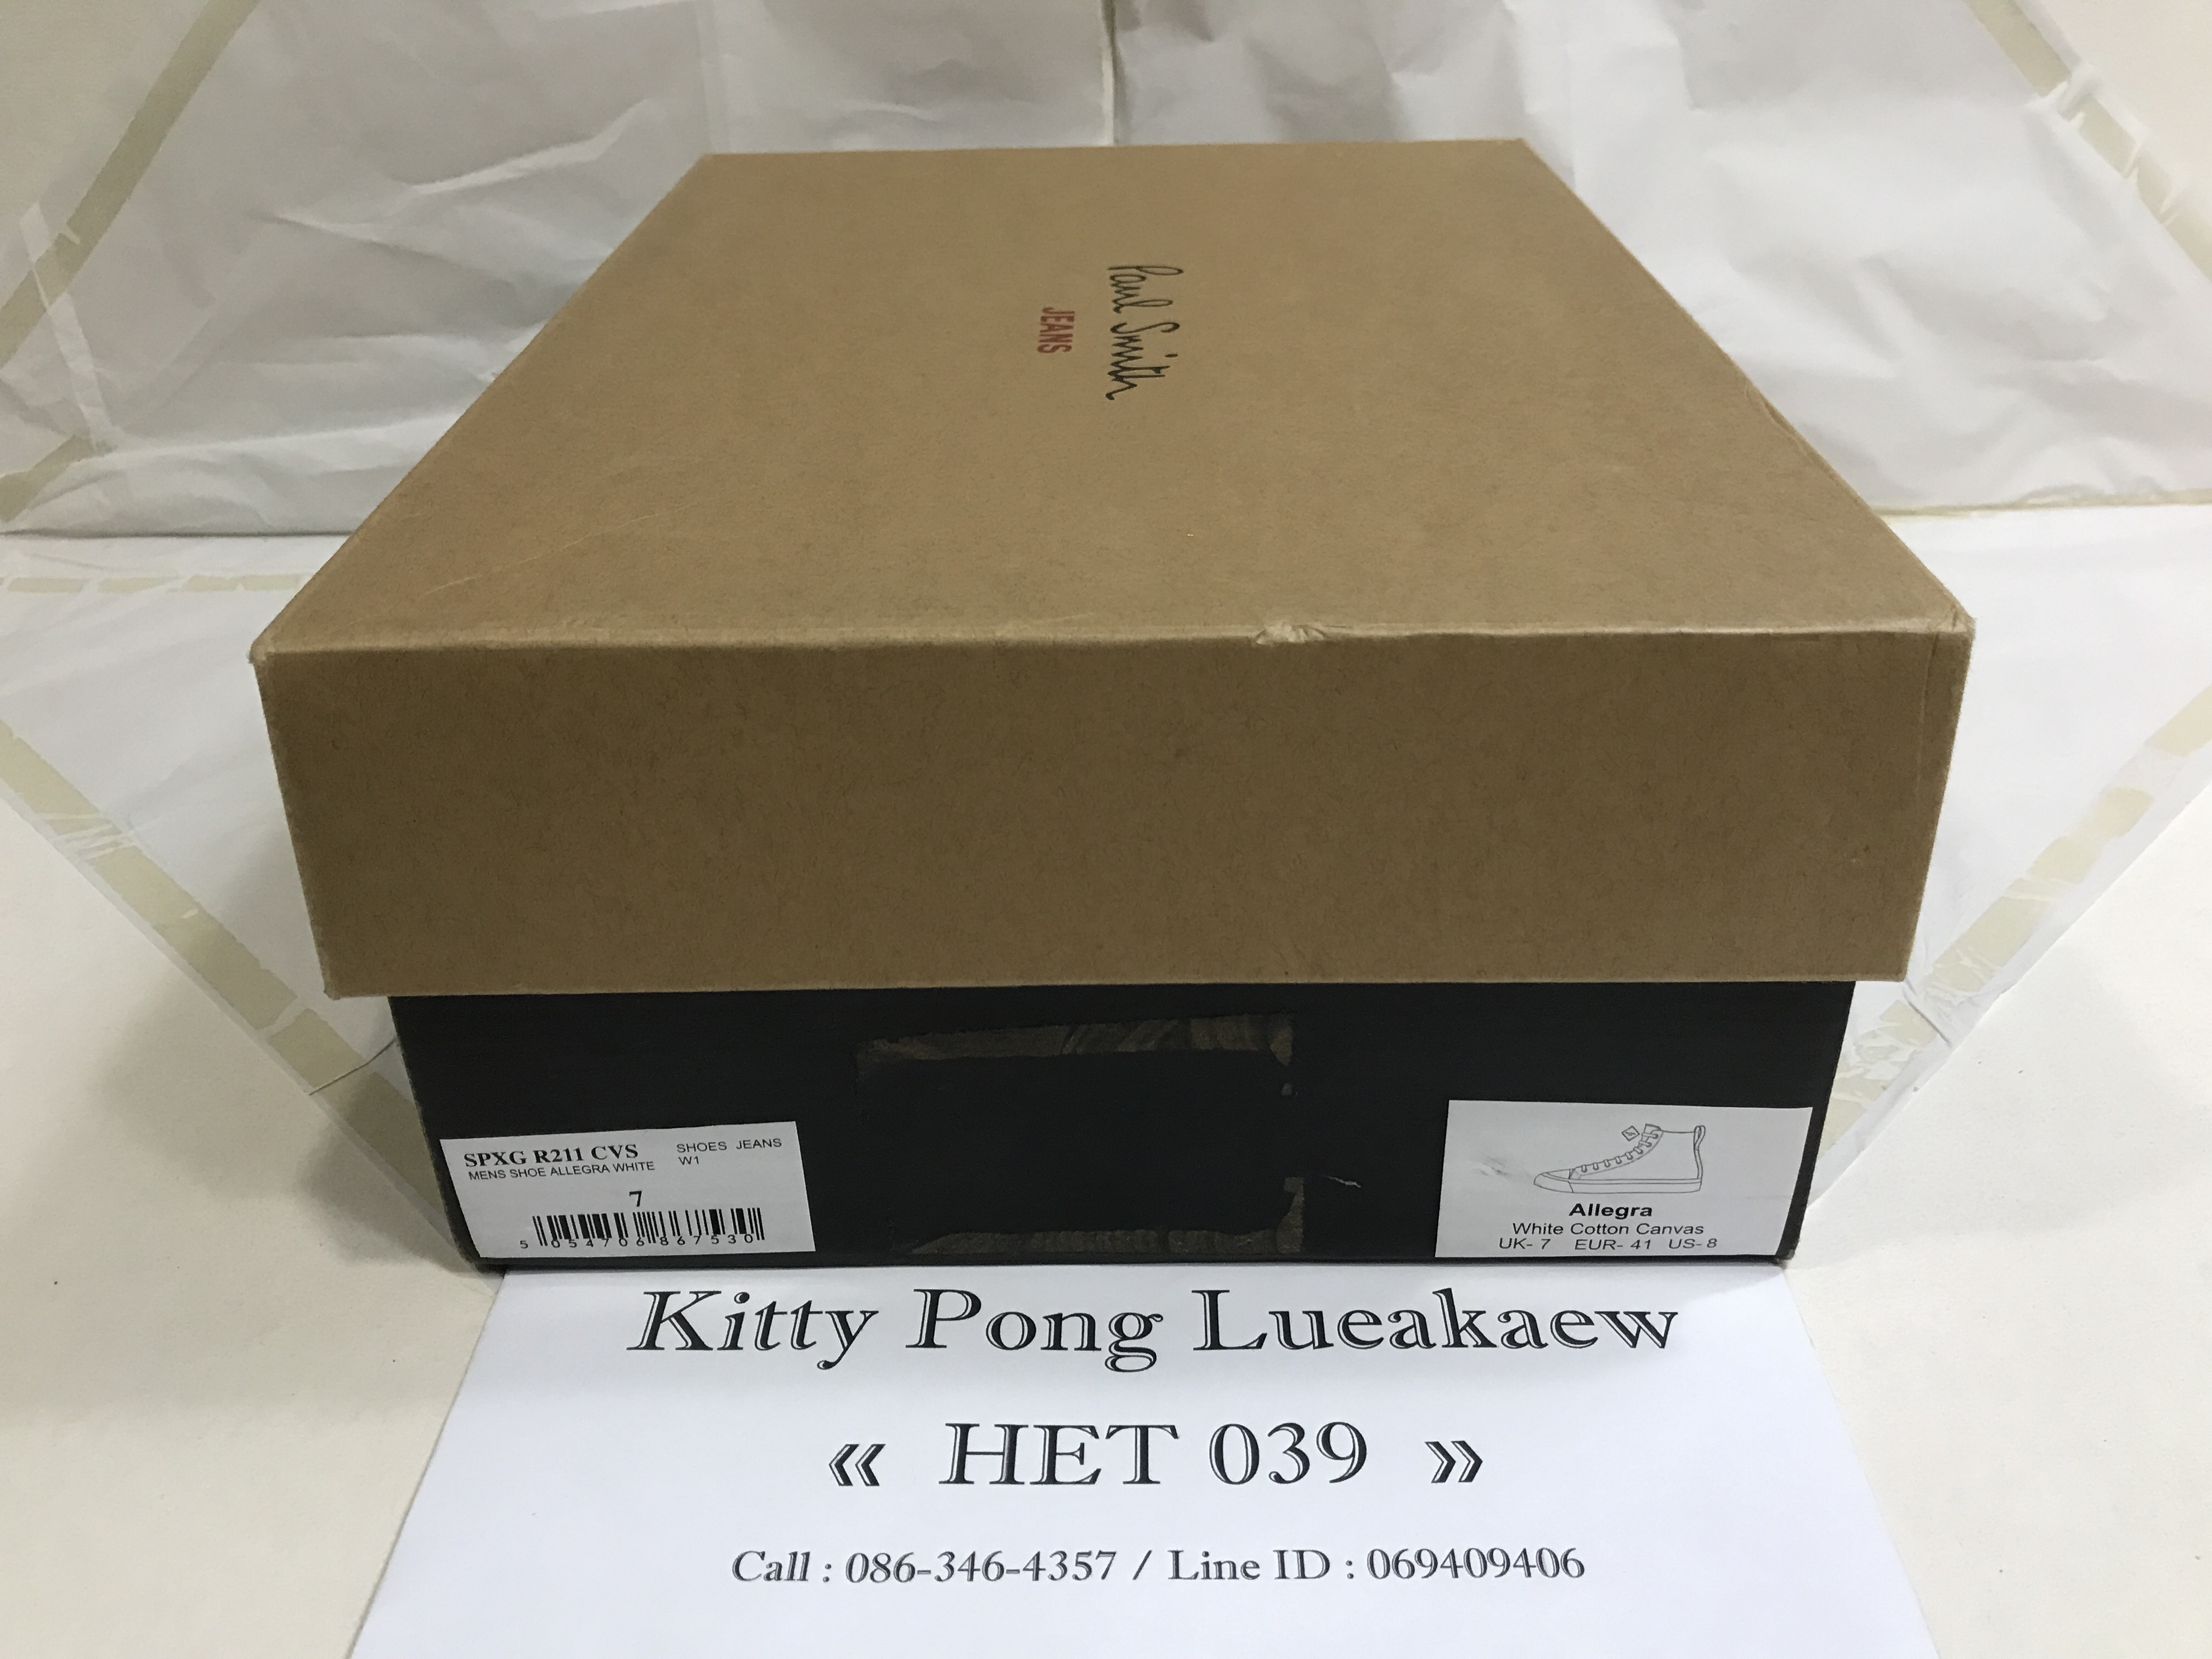 Paul Smith
JEANS
SPXG R211 CVS SHOES JEANS
MENS SHOE ALLEGRA WHITE W1
7
5 054706 867530
Allegra
White Cotton Canvas
UK- 7 EUR- 41 US- 8
Kitty Pong Lueakaew
« HET 039 »
Call : 086-346-4357 / Line ID : 069409406